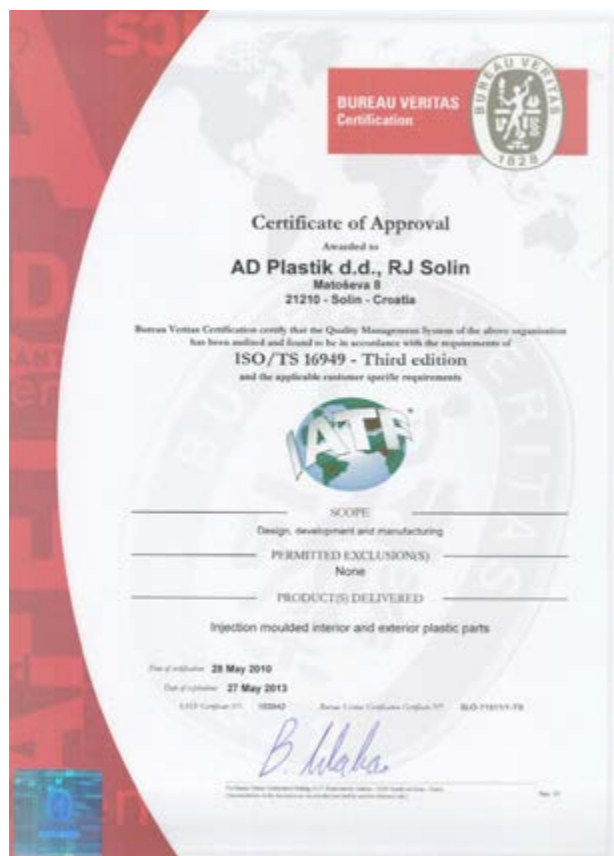 BUREAU VERITAS
Certification
BUREAU VERITAS
1828
Certificate of Approval
Awarded to
AD Plastik d.d., RJ Solin
Matoševa 8
21210 - Solin - Croatia
Bureau Veritas Certification certify that the Quality Management System of the above organisation
has been audited and found to be in accordance with the requirements of
ISO/TS 16949 - Third edition
and the applicable customer specific requirements
IATF
SCOPE
Design, development and manufacturing
PERMITTED EXCLUSION(S)
None
PRODUCT(S) DELIVERED
Injection moulded interior and exterior plastic parts
Date of certification: 28 May 2010
Date of expiration: 27 May 2013